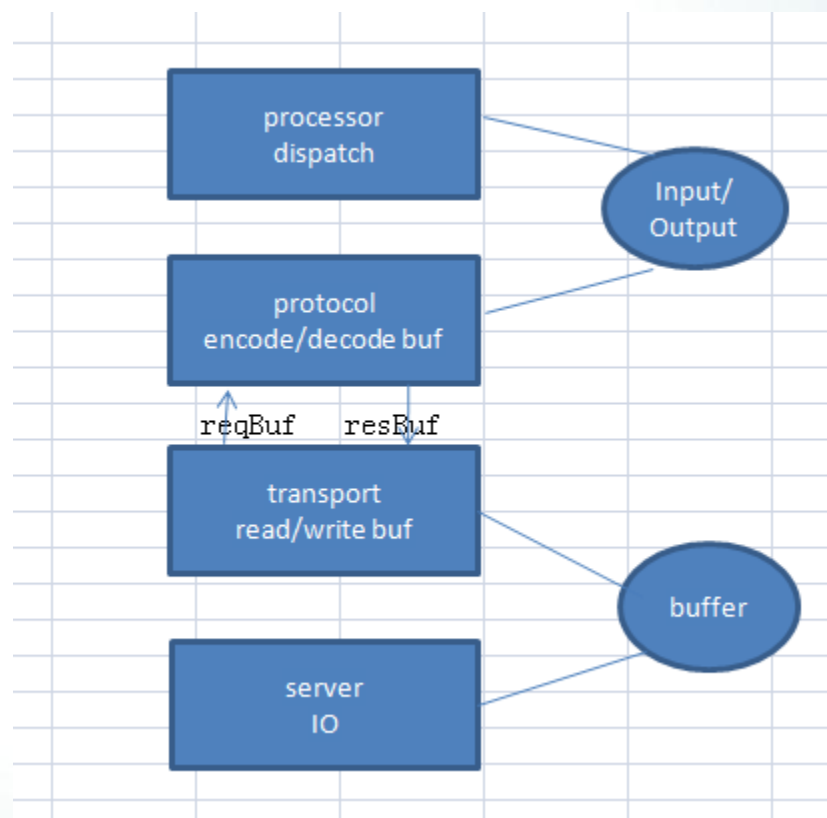 processor
dispatch
Input/
Output
protocol
encode/decode buf
reqBuf
resBuf
transport
read/write buf
buffer
server
IO